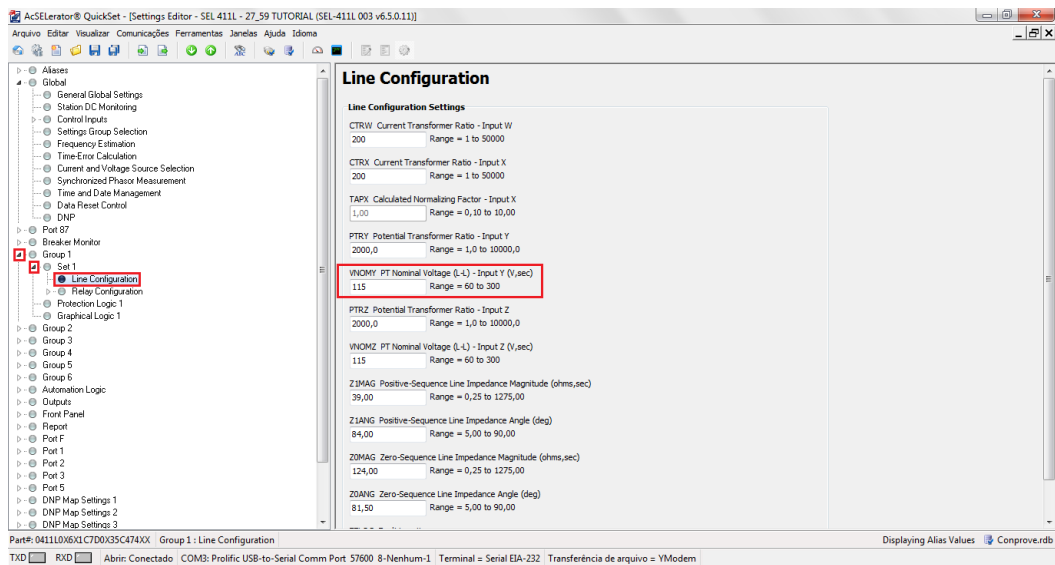 AcSELerator® QuickSet - [Settings Editor - SEL 411L - 27_59 TUTORIAL (SEL-411L 003 v6.5.0.11)]
Arquivo Editar Visualizar Comunicações Ferramentas Janelas Ajuda Idioma
Aliases
Global
General Global Settings
Station DC Monitoring
Control Inputs
Settings Group Selection
Frequency Estimation
Time-Error Calculation
Current and Voltage Source Selection
Synchronized Phasor Measurement
Time and Date Management
Data Reset Control
DNP
Port 87
Breaker Monitor
Group 1
Set 1
Line Configuration
Relay Configuration
Protection Logic 1
Graphical Logic 1
Group 2
Group 3
Group 4
Group 5
Group 6
Automation Logic
Outputs
Front Panel
Report
Port F
Port 1
Port 2
Port 3
Port 5
DNP Map Settings 1
DNP Map Settings 2
DNP Map Settings 3
Line Configuration
Line Configuration Settings
CTRW Current Transformer Ratio - Input W
200 Range = 1 to 50000
CTRX Current Transformer Ratio - Input X
200 Range = 1 to 50000
TAPX Calculated Normalizing Factor - Input X
1,00 Range = 0,10 to 10,00
PTRY Potential Transformer Ratio - Input Y
2000,0 Range = 1,0 to 10000,0
VNOMY PT Nominal Voltage (L-L) - Input Y (V,sec)
115 Range = 60 to 300
PTRZ Potential Transformer Ratio - Input Z
2000,0 Range = 1,0 to 10000,0
VNOMZ PT Nominal Voltage (L-L) - Input Z (V,sec)
115 Range = 60 to 300
Z1MAG Positive-Sequence Line Impedance Magnitude (ohms,sec)
39,00 Range = 0,25 to 1275,00
Z1ANG Positive-Sequence Line Impedance Angle (deg)
84,00 Range = 5,00 to 90,00
Z0MAG Zero-Sequence Line Impedance Magnitude (ohms,sec)
124,00 Range = 0,25 to 1275,00
Z0ANG Zero-Sequence Line Impedance Angle (deg)
81,50 Range = 5,00 to 90,00
Part#: 0411L0X6X1C7D0X35C474XX Group 1 : Line Configuration
Displaying Alias Values Conprove.rdb
TXD RXD Abrir: Conectado COM3: Prolific USB-to-Serial Comm Port 57600 8-Nenhum-1 Terminal = Serial EIA-232 Transferência de arquivo = YModem